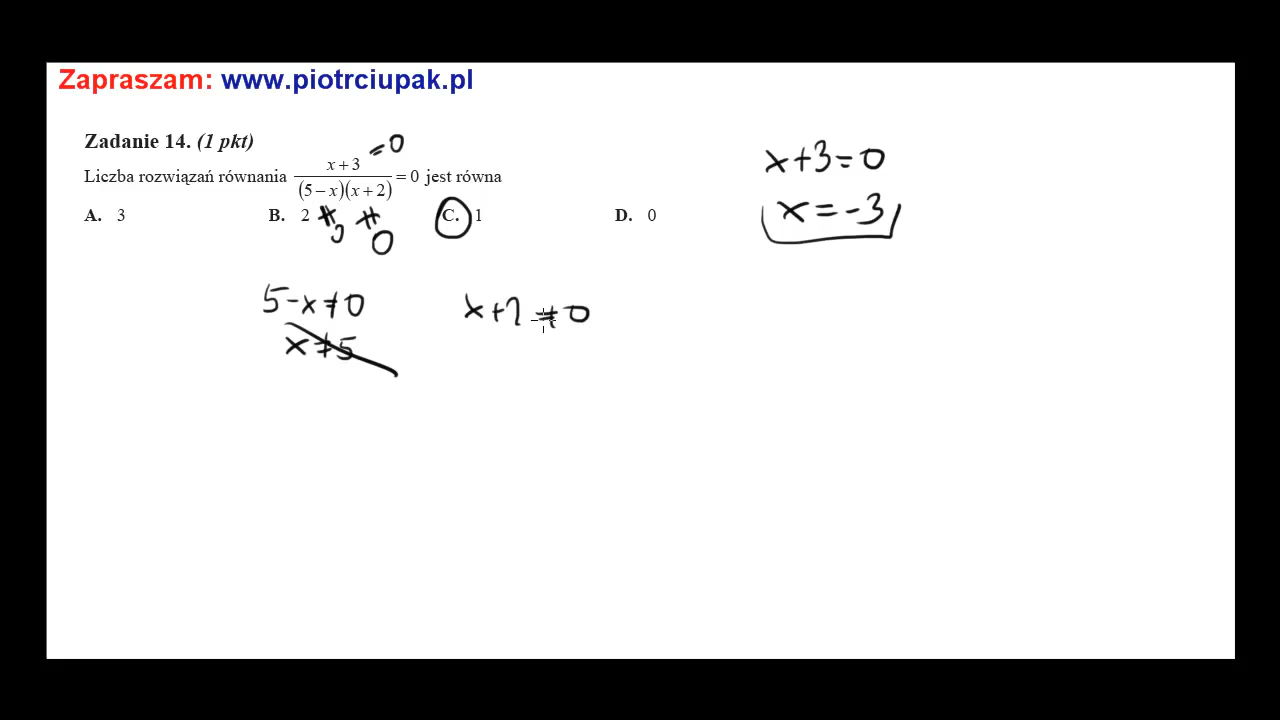 Zapraszam: www.piotrciupak.pl
Zadanie 14. (1 pkt)
Liczba rozwiązań równania x+3 / (5−x)(x+2) = 0 jest równa
=0
A. 3 B. 2 C. 1 D. 0
≠0 ≠0
x+3=0
x=-3
5-x≠0
x≠5
x+2≠0